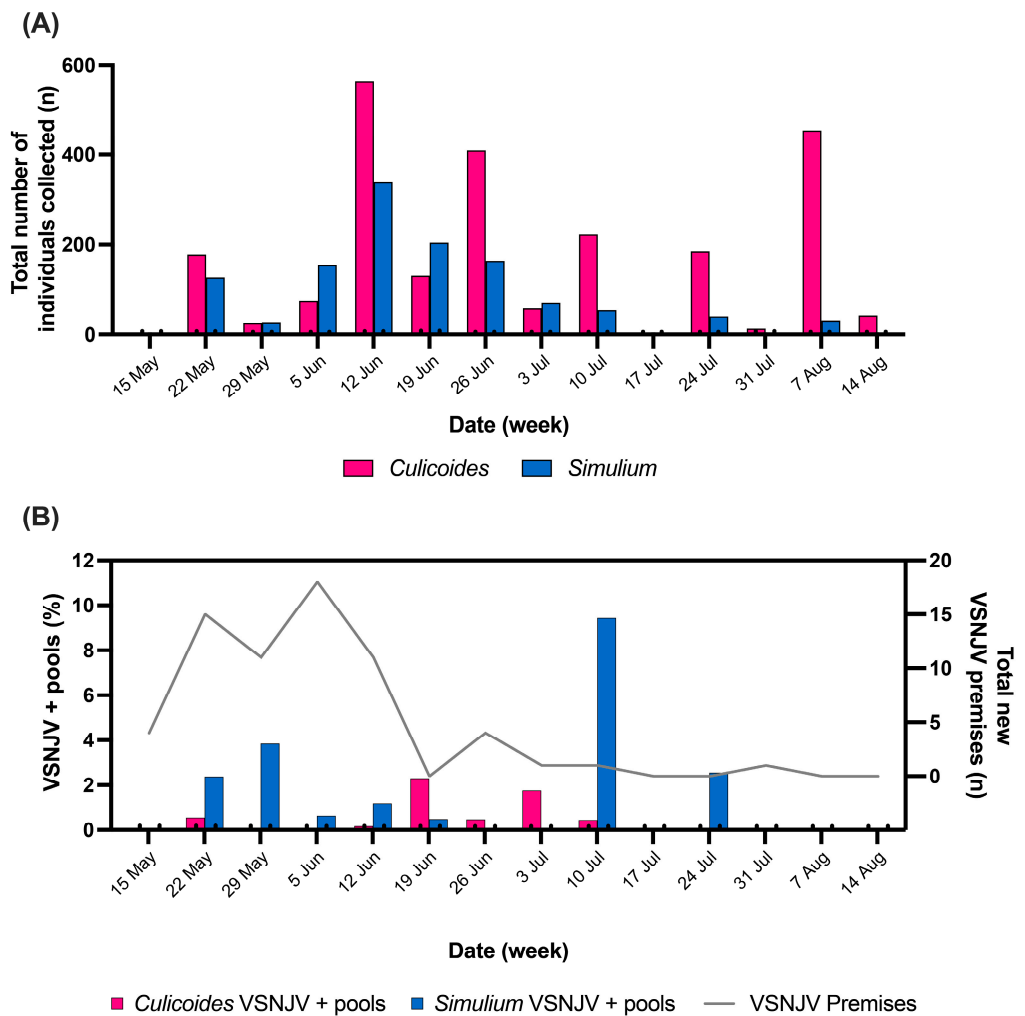 (A)
Total number of
individuals collected (n)
600
400
200
0
15 May
22 May
29 May
5 Jun
12 Jun
19 Jun
26 Jun
3 Jul
10 Jul
17 Jul
24 Jul
31 Jul
7 Aug
14 Aug
Date (week)
Culicoides
Simulium
(B)
VSNJV + pools (%)
12
10
8
6
4
2
0
20
15
10
5
0
Total new
VSNJV premises (n)
15 May
22 May
29 May
5 Jun
12 Jun
19 Jun
26 Jun
3 Jul
10 Jul
17 Jul
24 Jul
31 Jul
7 Aug
14 Aug
Date (week)
Culicoides VSNJV + pools
Simulium VSNJV + pools
VSNJV Premises